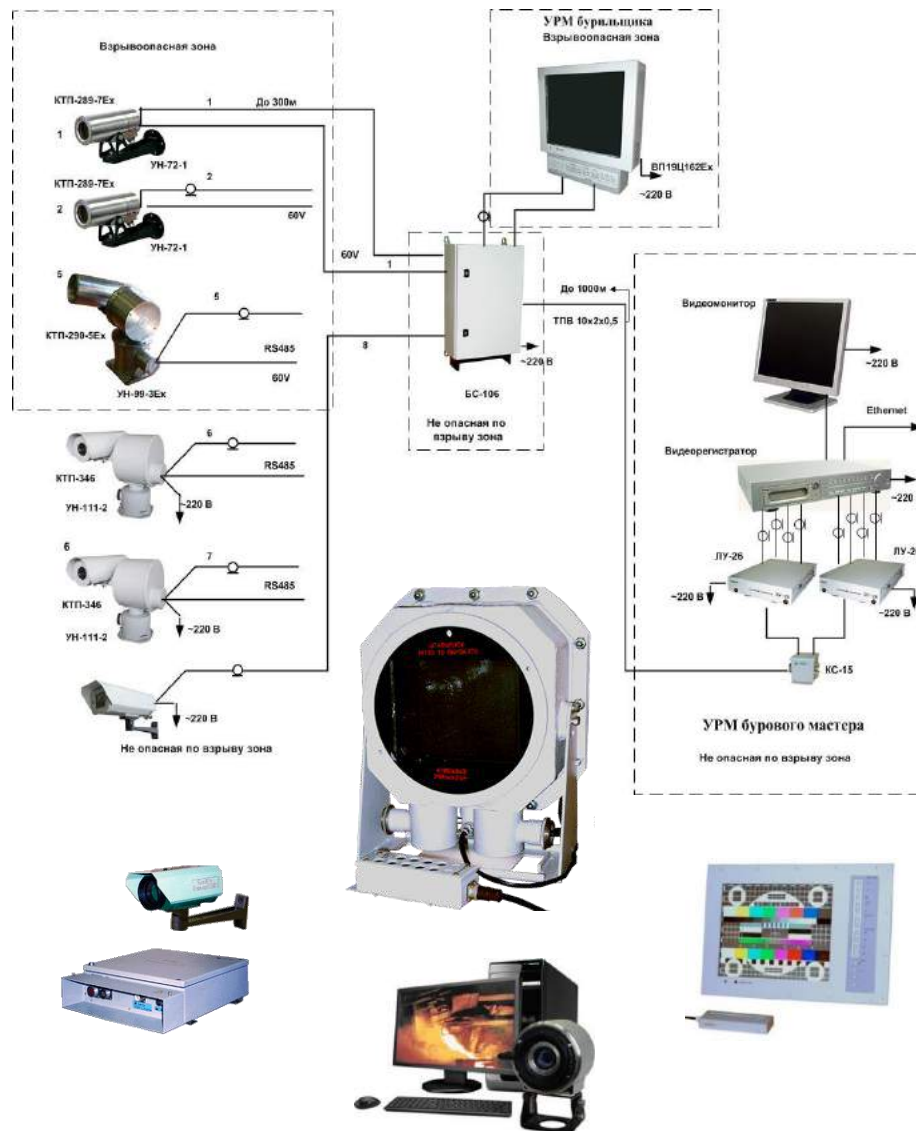 Взрывоопасная зона
КТП-289-7Ex
1
1
До 300м
УН-72-1
КТП-289-7Ex
2
2
60V
УН-72-1
5
5
КТП-290-5Ex
RS485
60V
УН-99-3Ex
6
КТП-346
RS485
УН-111-2
~220 В
6
7
КТП-346
RS485
УН-111-2
~220 В
~220 В
Не опасная по взрыву зона
УРМ бурильщика
Взрывоопасная зона
ВП19Ц162Ex
~220 В
60V
1
8
~220 В
БС-106
Не опасная по
взрыву зона
До 1000м
ТПВ 10х2х0,5
Видеомонитор
~220 В
Ethernet
Видеорегистратор
~220
ЛУ-26
ЛУ-2
~220 В
~220 В
КС-15
УРМ бурового мастера
Не опасная по взрыву зона